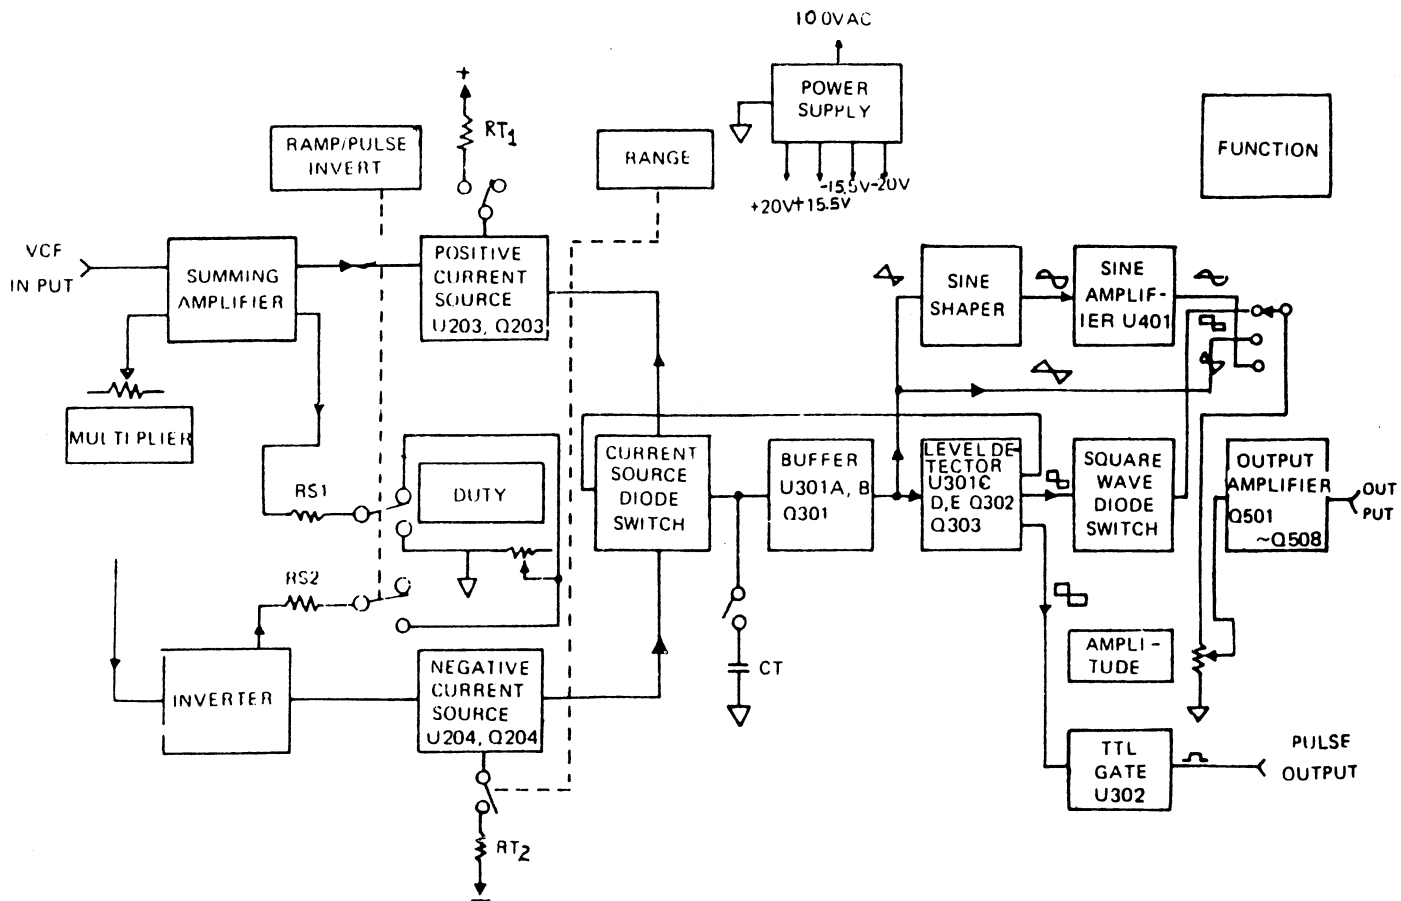 100VAC
POWER
SUPPLY
-15.5V -20V
+20V +15.5V
FUNCTION
+
RT1
RAMP/PULSE
INVERT
RANGE
VCF
IN PUT
SUMMING
AMPLIFIER
POSITIVE
CURRENT
SOURCE
U203, Q203
SINE
SHAPER
SINE
AMPLIF-
IER U401
MULTIPLIER
RS1
DUTY
CURRENT
SOURCE
DIODE
SWITCH
BUFFER
U301A, B
Q301
LEVEL DE-
TECTOR
U301C
D,E Q302
Q303
SQUARE
WAVE
DIODE
SWITCH
OUTPUT
AMPLIFIER
Q501
~Q508
OUT
PUT
RS2
CT
AMPLI-
TUDE
INVERTER
NEGATIVE
CURRENT
SOURCE
U204, Q204
TTL
GATE
U302
PULSE
OUTPUT
RT2